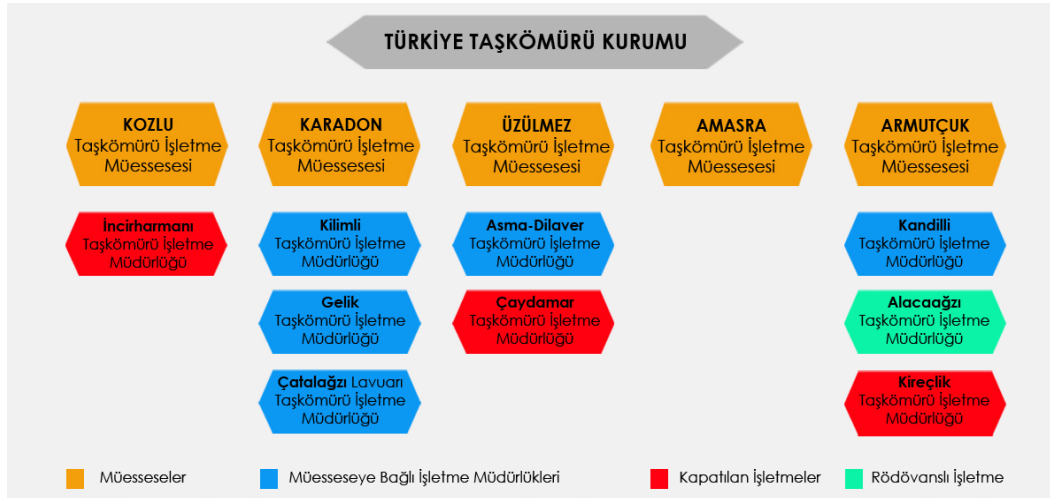 TÜRKİYE TAŞKÖMÜRÜ KURUMU
KOZLU
Taşkömürü İşletme
Müessesesi
KARADON
Taşkömürü İşletme
Müessesesi
ÜZÜLMEZ
Taşkömürü İşletme
Müessesesi
AMASRA
Taşkömürü İşletme
Müessesesi
ARMUTÇUK
Taşkömürü İşletme
Müessesesi
İncirharmanı
Taşkömürü İşletme
Müdürlüğü
Kilimli
Taşkömürü İşletme
Müdürlüğü
Asma-Dilaver
Taşkömürü İşletme
Müdürlüğü
Kandilli
Taşkömürü İşletme
Müdürlüğü
Gelik
Taşkömürü İşletme
Müdürlüğü
Çaydamar
Taşkömürü İşletme
Müdürlüğü
Alacaağzı
Taşkömürü İşletme
Müdürlüğü
Çatalağzı Lavuarı
Taşkömürü İşletme
Müdürlüğü
Kireçlik
Taşkömürü İşletme
Müdürlüğü
Müesseseler
Müesseseye Bağlı İşletme Müdürlükleri
Kapatılan İşletmeler
Rödövanslı İşletme